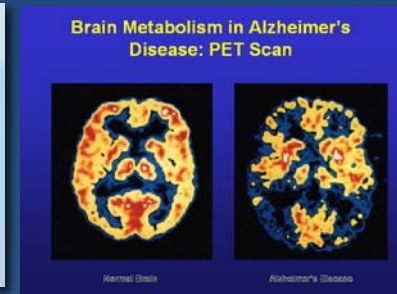 Brain Metabolism in Alzheimer's
Disease: PET Scan
Normal Brain
Alzheimer's Disease